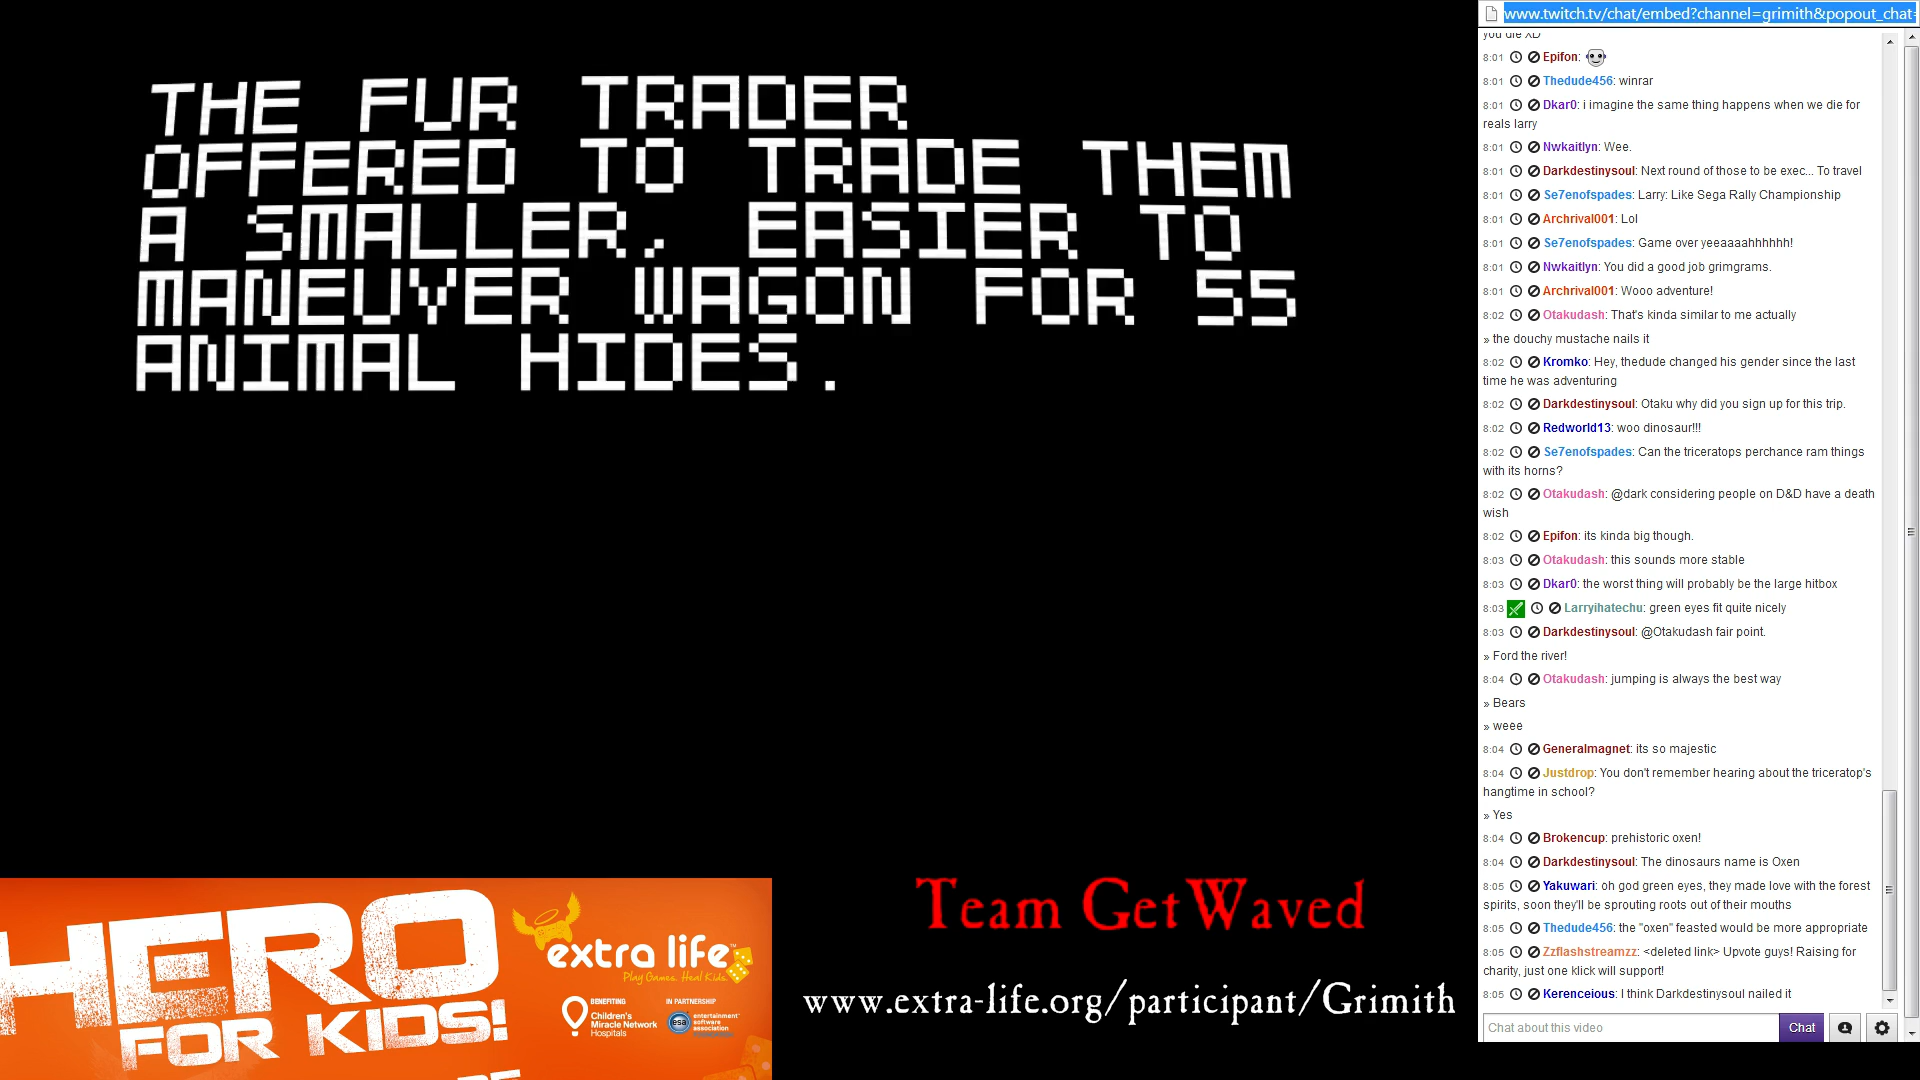 THE FUR TRADER
OFFERED TO TRADE THEM
A SMALLER, EASIER TO
MANEUVER WAGON FOR 55
ANIMAL HIDES.
HERO
FOR KIDS!
extra life™
Play Games. Heal Kids.
BENEFITING
Children's
Miracle Network
Hospitals
IN PARTNERSHIP
esa
entertainment
software
association
Team GetWaved
www.extra-life.org/participant/Grimith
www.twitch.tv/chat/embed?channel=grimith&popout_chat=
you die XD
8:01 Epifon:
8:01 Thedude456: winrar
8:01 Dkar0: i imagine the same thing happens when we die for
reals larry
8:01 Nwkaitlyn: Wee.
8:01 Darkdestinysoul: Next round of those to be exec... To travel
8:01 Se7enofspades: Larry: Like Sega Rally Championship
8:01 Archrival001: Lol
8:01 Se7enofspades: Game over yeeaaaahhhhhh!
8:01 Nwkaitlyn: You did a good job grimgrams.
8:01 Archrival001: Wooo adventure!
8:02 Otakudash: That's kinda similar to me actually
» the douchy mustache nails it
8:02 Kromko: Hey, thedude changed his gender since the last
time he was adventuring
8:02 Darkdestinysoul: Otaku why did you sign up for this trip.
8:02 Redworld13: woo dinosaur!!!
8:02 Se7enofspades: Can the triceratops perchance ram things
with its horns?
8:02 Otakudash: @dark considering people on D&D have a death
wish
8:02 Epifon: its kinda big though.
8:03 Otakudash: this sounds more stable
8:03 Dkar0: the worst thing will probably be the large hitbox
8:03 Larryihatechu: green eyes fit quite nicely
8:03 Darkdestinysoul: @Otakudash fair point.
» Ford the river!
8:04 Otakudash: jumping is always the best way
» Bears
» weee
8:04 Generalmagnet: its so majestic
8:04 Justdrop: You don't remember hearing about the triceratop's
hangtime in school?
» Yes
8:04 Brokencup: prehistoric oxen!
8:04 Darkdestinysoul: The dinosaurs name is Oxen
8:05 Yakuwari: oh god green eyes, they made love with the forest
spirits, soon they'll be sprouting roots out of their mouths
8:05 Thedude456: the "oxen" feasted would be more appropriate
8:05 Zzflashstreamzz: <deleted link> Upvote guys! Raising for
charity, just one klick will support!
8:05 Kerenceious: I think Darkdestinysoul nailed it
Chat about this video
Chat